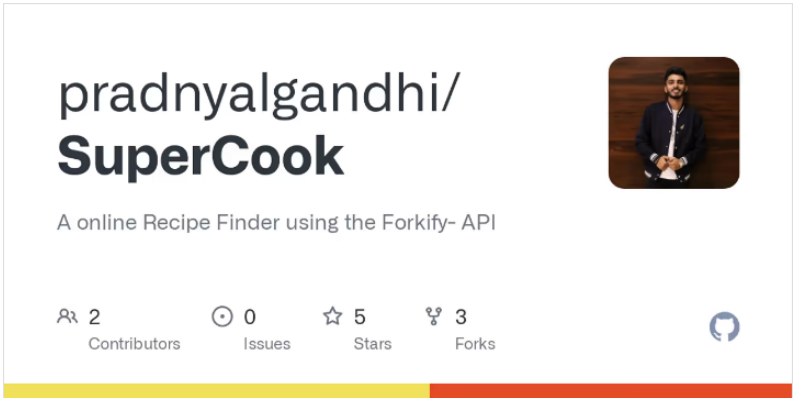 pradnyalgandhi/
SuperCook
A online Recipe Finder using the Forkify- API
2 0 5 3
Contributors Issues Stars Forks